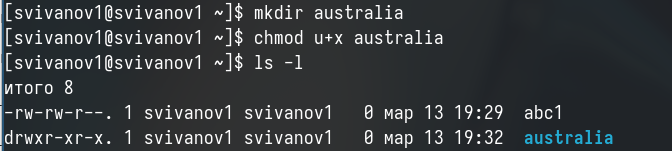 [svivanov1@svivanov1 ~]$ mkdir australia
[svivanov1@svivanov1 ~]$ chmod u+x australia
[svivanov1@svivanov1 ~]$ ls -l
итого 8
-rw-rw-r--. 1 svivanov1 svivanov1   0 мар 13 19:29  abc1
drwxr-xr-x. 1 svivanov1 svivanov1   0 мар 13 19:32  australia